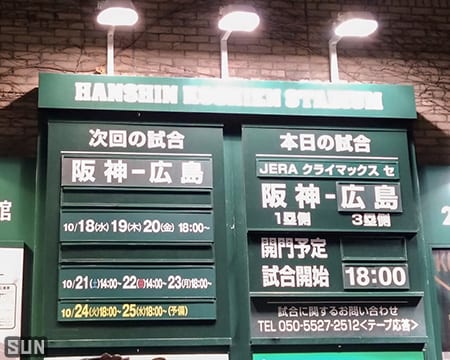 HANSHIN KOSHIEN STADIUM
次回の試合
阪神-広島
10/18(水)19(木)20(金) 18:00~
10/21(土)14:00~22(日)14:00~23(月)18:00~
10/24(火)18:00~25(水)18:00~(予備)
本日の試合
JERA クライマックス セ
阪神-広島
1塁側 3塁側
開門予定
試合開始 18:00
試合に関するお問い合わせ
TEL 050-5527-2512<テープ応答>
館
2
SUN